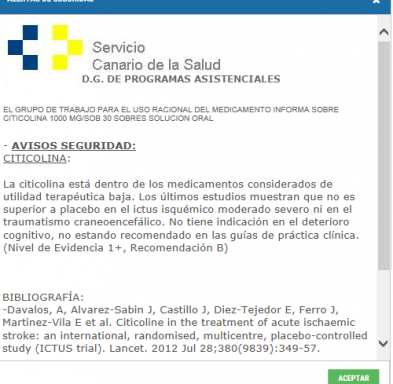 ALERTAS DE SEGURIDAD
Servicio
Canario de la Salud
D.G. DE PROGRAMAS ASISTENCIALES
EL GRUPO DE TRABAJO PARA EL USO RACIONAL DEL MEDICAMENTO INFORMA SOBRE
CITICOLINA 1000 MG/SOB 30 SOBRES SOLUCION ORAL
- AVISOS SEGURIDAD:
CITICOLINA:
La citicolina está dentro de los medicamentos considerados de
utilidad terapéutica baja. Los últimos estudios muestran que no es
superior a placebo en el ictus isquémico moderado severo ni en el
traumatismo craneoencefálico. No tiene indicación en el deterioro
cognitivo, no estando recomendado en las guías de práctica clínica.
(Nivel de Evidencia 1+, Recomendación B)
BIBLIOGRAFÍA:
-Davalos, A, Alvarez-Sabin J, Castillo J, Diez-Tejedor E, Ferro J,
Martinez-Vila E et al. Citicoline in the treatment of acute ischaemic
stroke: an international, randomised, multicentre, placebo-controlled
study (ICTUS trial). Lancet. 2012 Jul 28;380(9839):349-57.
ACEPTAR